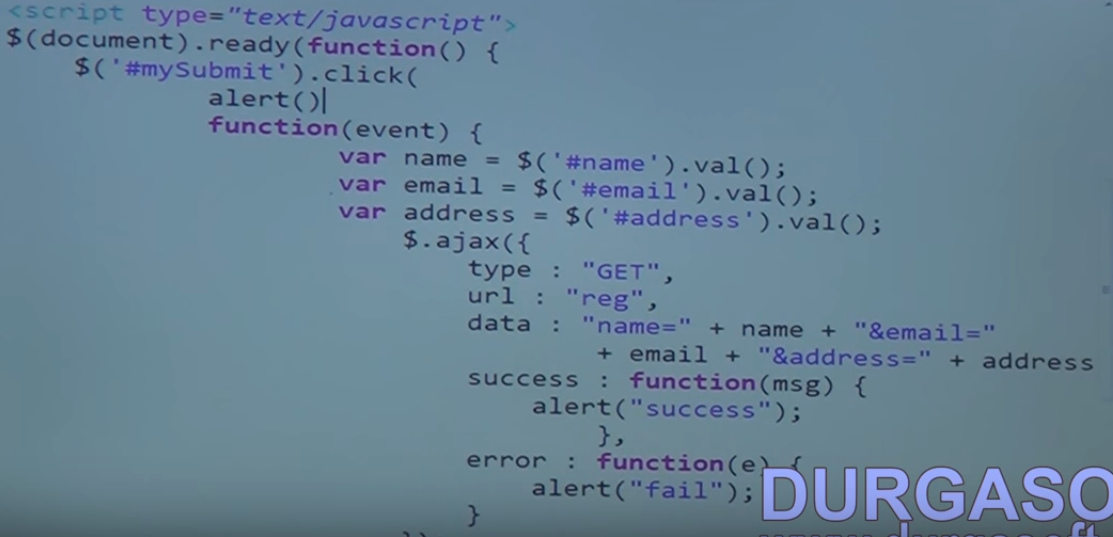 <script type="text/javascript">
$(document).ready(function() {
$('#mySubmit').click(
alert()
function(event) {
var name = $('#name').val();
var email = $('#email').val();
var address = $('#address').val();
$.ajax({
type : "GET",
url : "reg",
data : "name=" + name + "&email="
+ email + "&address=" + address
success : function(msg) {
alert("success");
},
error : function(e) {
alert("fail");
}
DURGASO